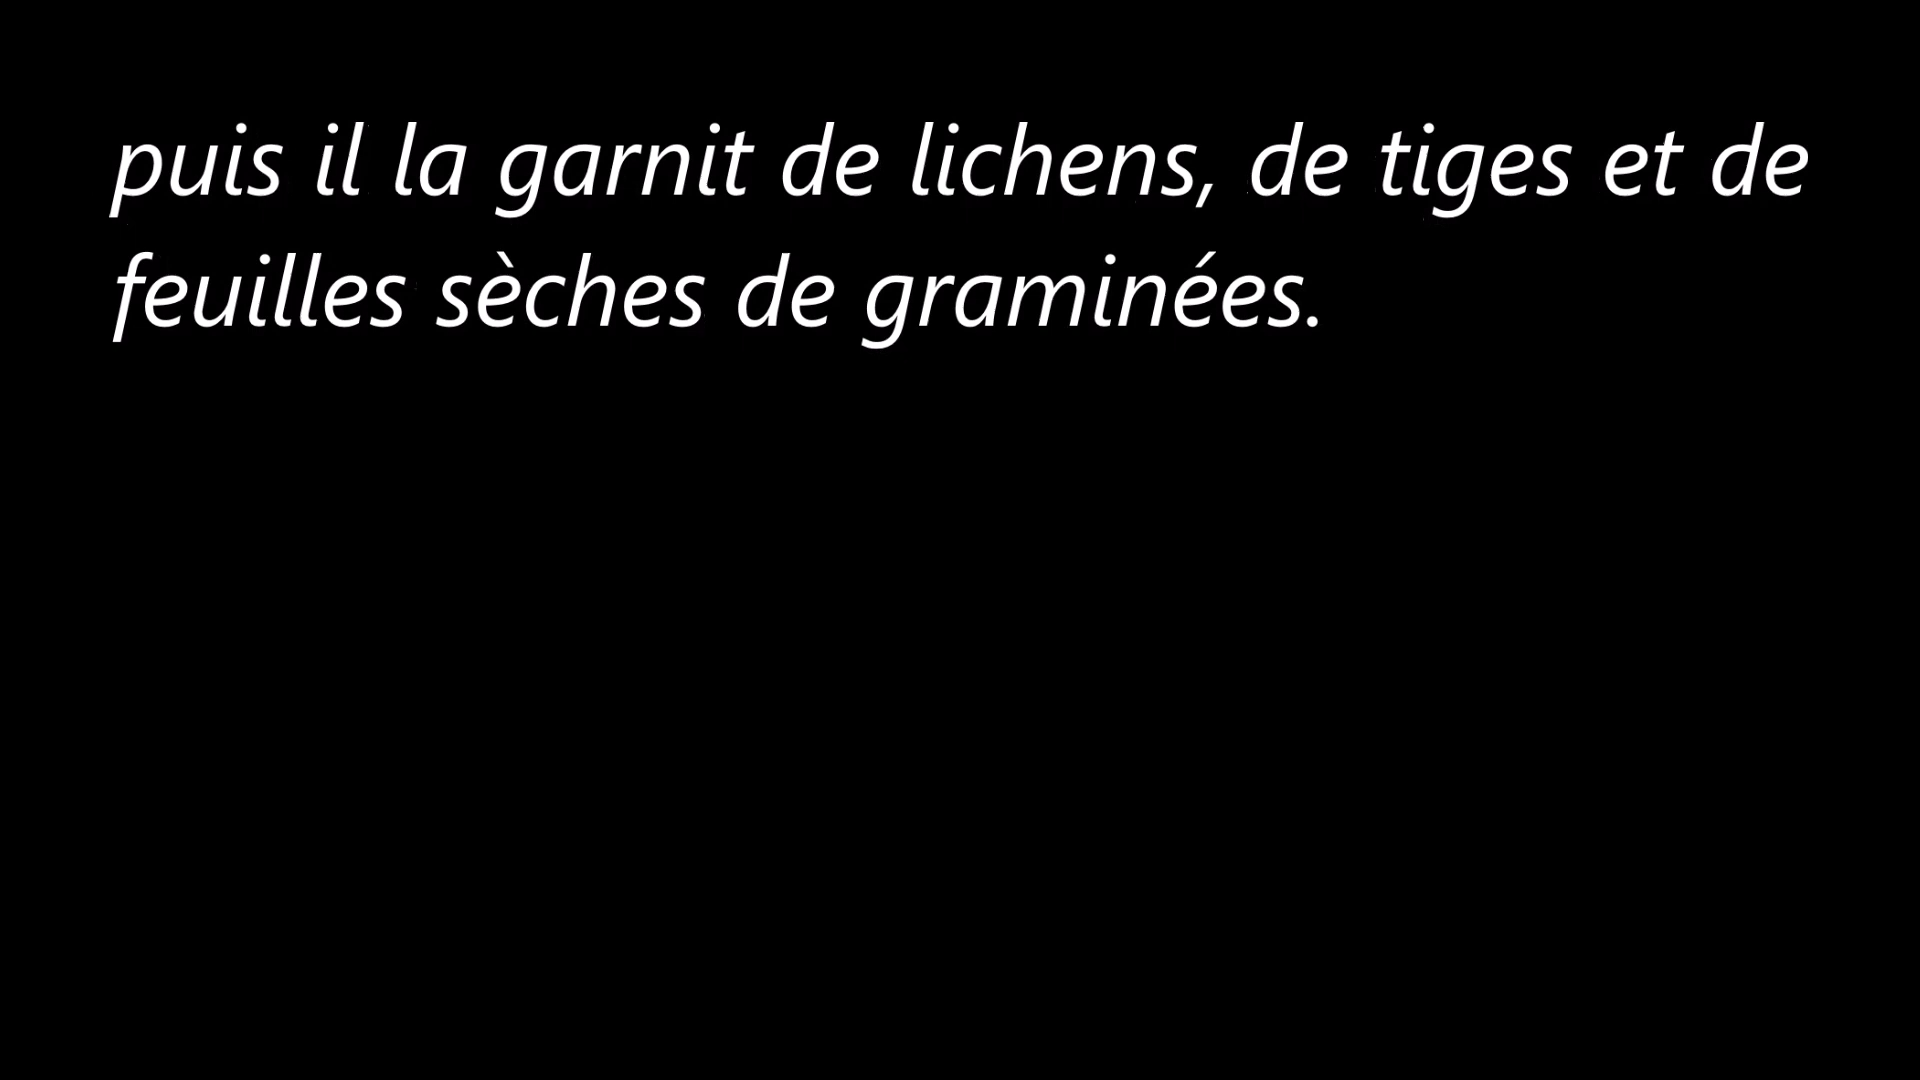 puis il la garnit de lichens, de tiges et de
feuilles sèches de graminées.